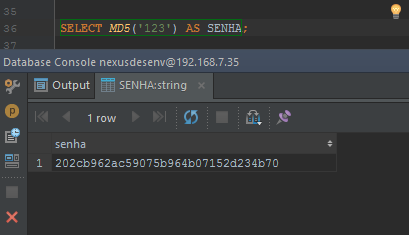 35
36 SELECT MD5('123') AS SENHA;
37
Database Console nexusdesenv@192.168.7.35
Output SENHA:string
1 row
senha
1 202cb962ac59075b964b07152d234b70